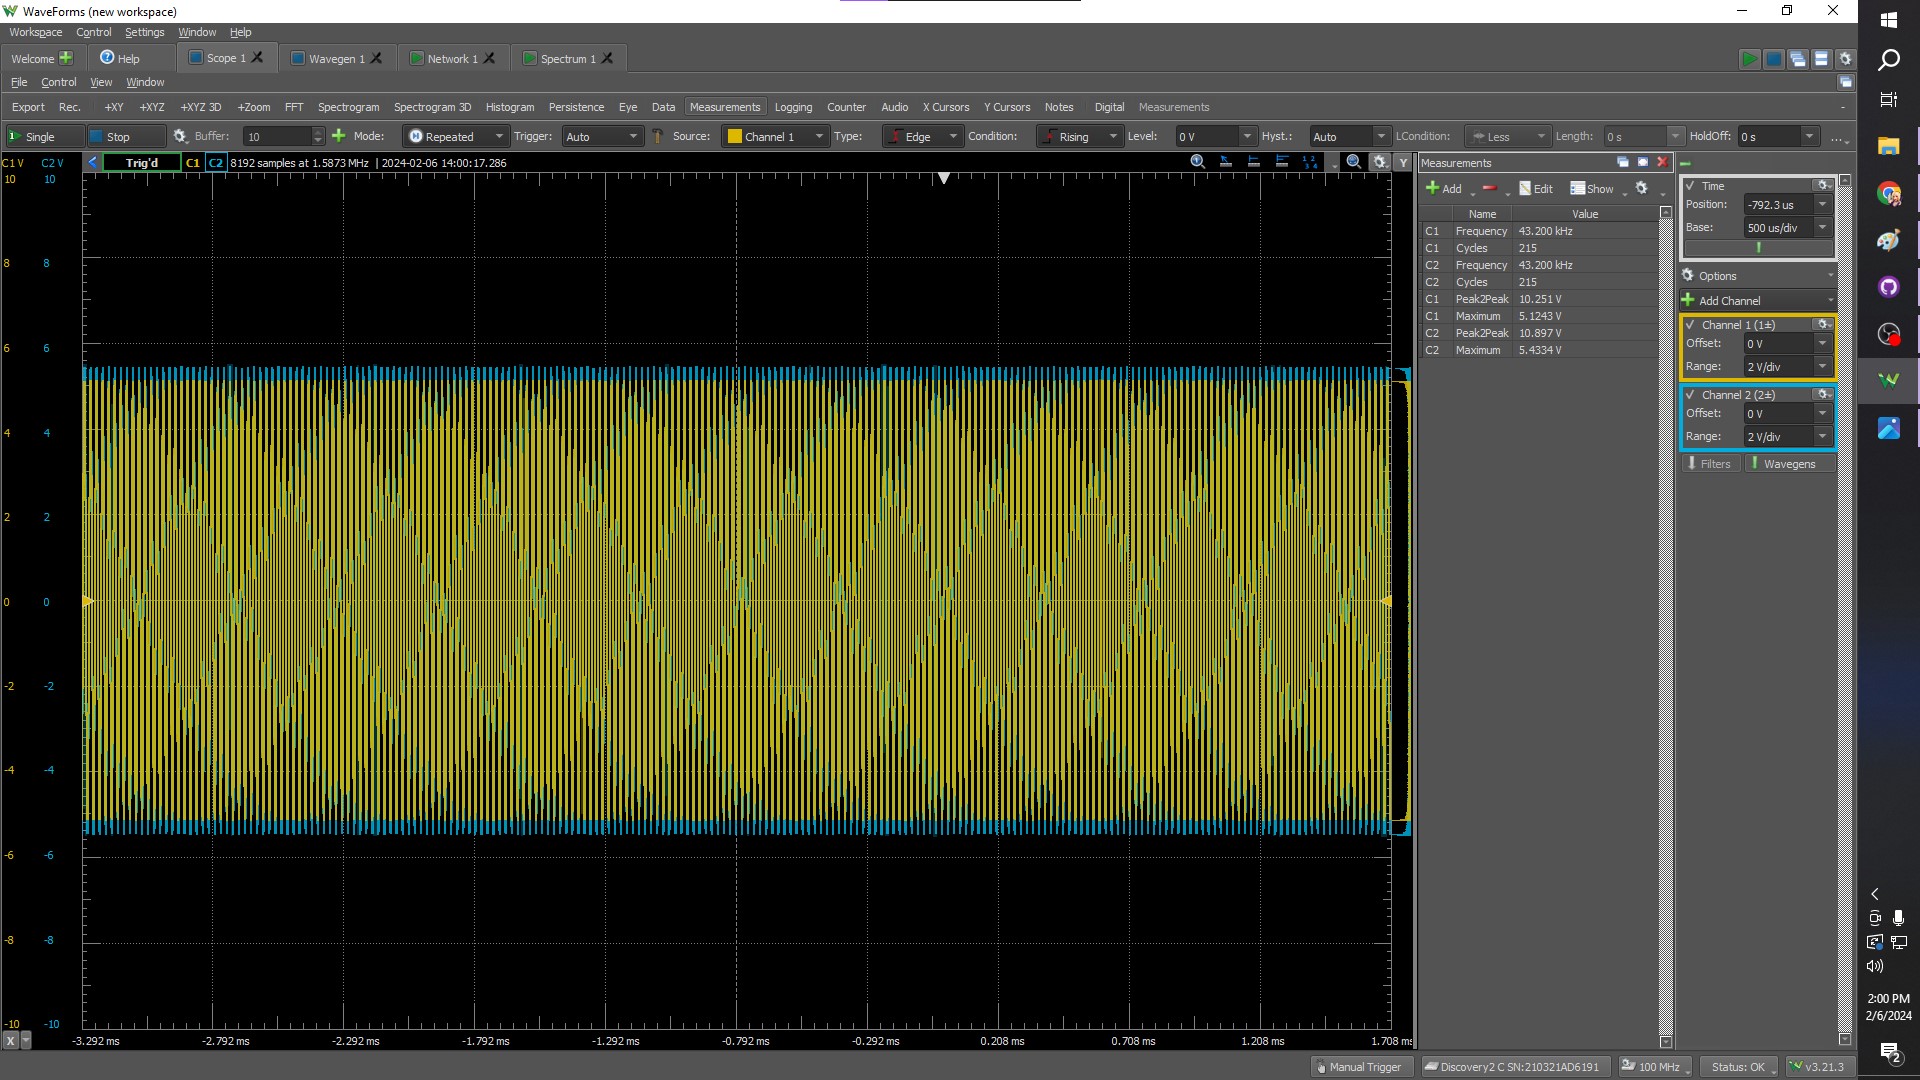 WaveForms (new workspace)
Workspace Control Settings Window Help
Welcome Help Scope 1 Wavegen 1 Network 1 Spectrum 1
File Control View Window
Export Rec. +XY +XYZ +XYZ 3D +Zoom FFT Spectrogram Spectrogram 3D Histogram Persistence Eye Data Measurements Logging Counter Audio X Cursors Y Cursors Notes Digital Measurements -
Single Stop Buffer: 10 Mode: Repeated Trigger: Auto Source: Channel 1 Type: Edge Condition: Rising Level: 0 V Hyst.: Auto LCondition: Less Length: 0 s HoldOff: 0 s ...
C1 V C2 V Trig'd C1 C2 8192 samples at 1.5873 MHz | 2024-02-06 14:00:17.286 Y
10 10
8 8
6 6
4 4
2 2
0 0
-2 -2
-4 -4
-6 -6
-8 -8
-10 -10
X -3.292 ms -2.792 ms -2.292 ms -1.792 ms -1.292 ms -0.792 ms -0.292 ms 0.208 ms 0.708 ms 1.208 ms 1.708 ms
Measurements
Add Edit Show
Name Value
C1 Frequency 43.200 kHz
C1 Cycles 215
C2 Frequency 43.200 kHz
C2 Cycles 215
C1 Peak2Peak 10.251 V
C1 Maximum 5.1243 V
C2 Peak2Peak 10.897 V
C2 Maximum 5.4334 V
Time
Position: -792.3 us
Base: 500 us/div
Options
Add Channel
Channel 1 (1±)
Offset: 0 V
Range: 2 V/div
Channel 2 (2±)
Offset: 0 V
Range: 2 V/div
Filters Wavegens
Manual Trigger Discovery2 C SN:210321AD6191 100 MHz Status: OK v3.21.3
2:00 PM
2/6/2024
2